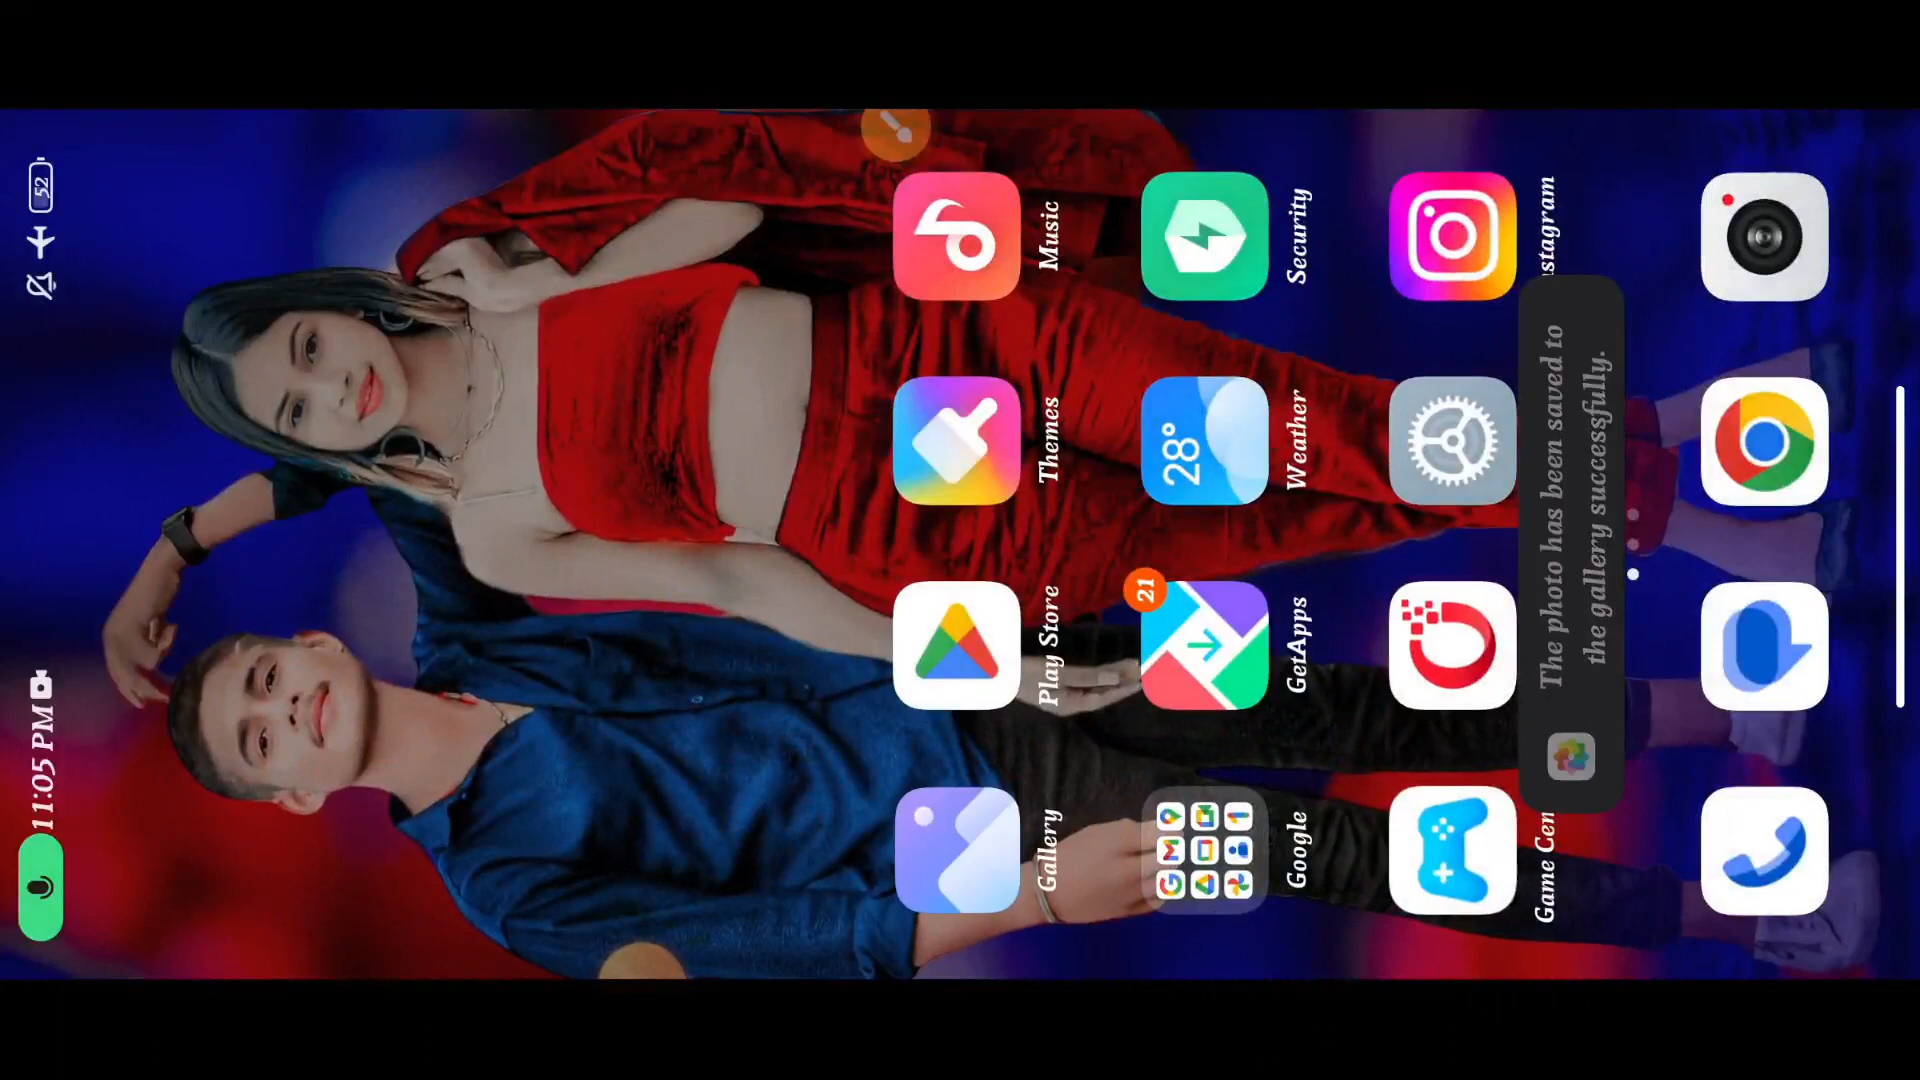 11:05 PM
52
Gallery
Play Store
Themes
Music
21
28°
Google
GetApps
Weather
Security
Game Cen
stagram
The photo has been saved to
the gallery successfully.